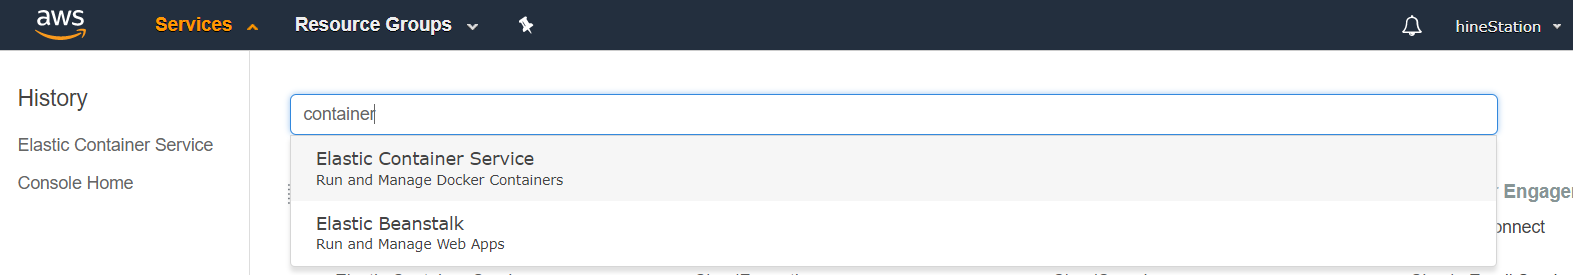 aws
Services
Resource Groups
hineStation
History
Elastic Container Service
Console Home
container
Elastic Container Service
Run and Manage Docker Containers
Elastic Beanstalk
Run and Manage Web Apps
Engage
onnect